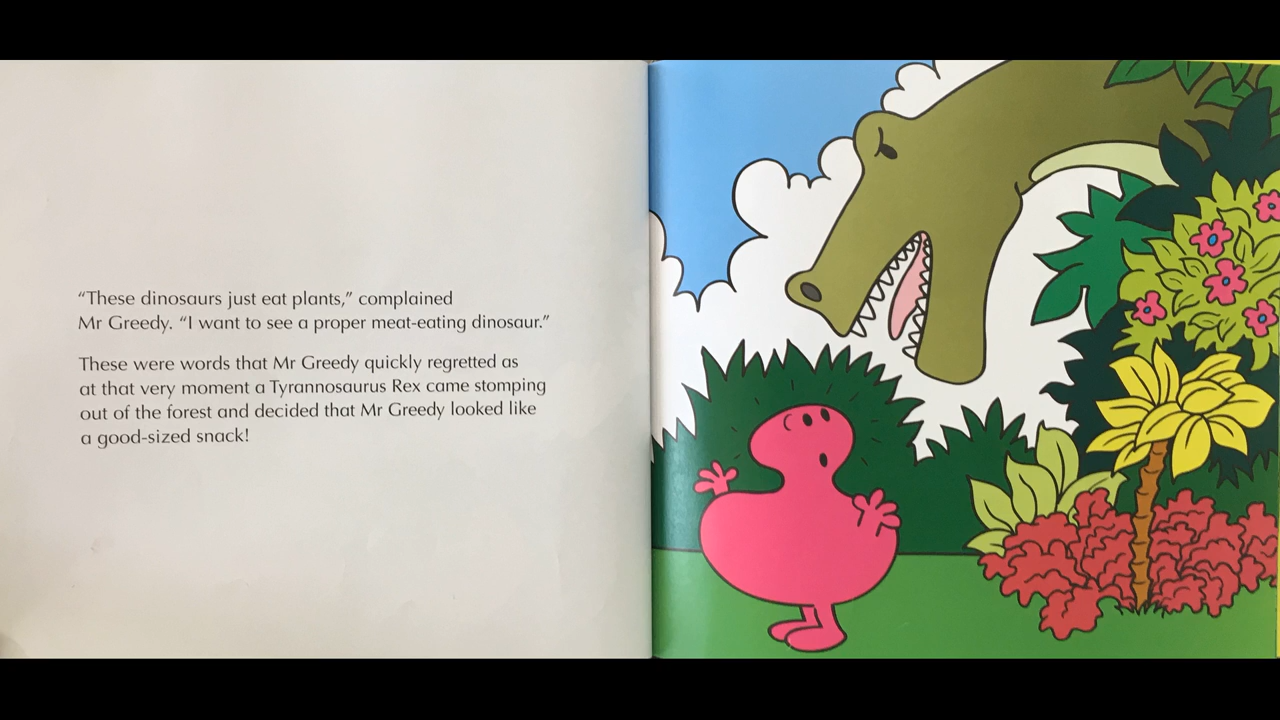 “These dinosaurs just eat plants,” complained
Mr Greedy. “I want to see a proper meat-eating dinosaur.”
These were words that Mr Greedy quickly regretted as
at that very moment a Tyrannosaurus Rex came stomping
out of the forest and decided that Mr Greedy looked like
a good-sized snack!